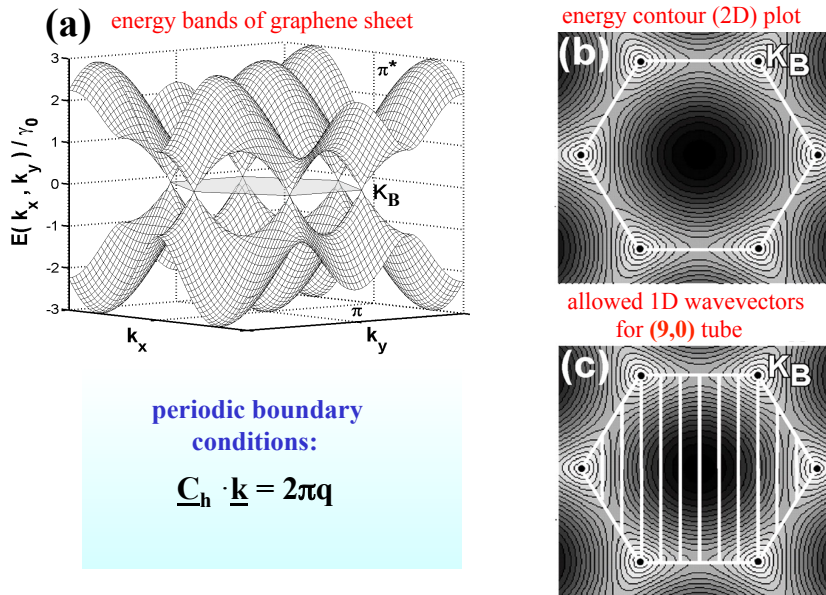 (a) energy bands of graphene sheet
3
2
1
0
-1
-2
-3
E( k_x , k_y ) / γ_0
π*
K_B
π
k_x
k_y
periodic boundary
conditions:
C_h · k = 2πq
energy contour (2D) plot
(b)
K_B
allowed 1D wavevectors
for (9,0) tube
(c)
K_B